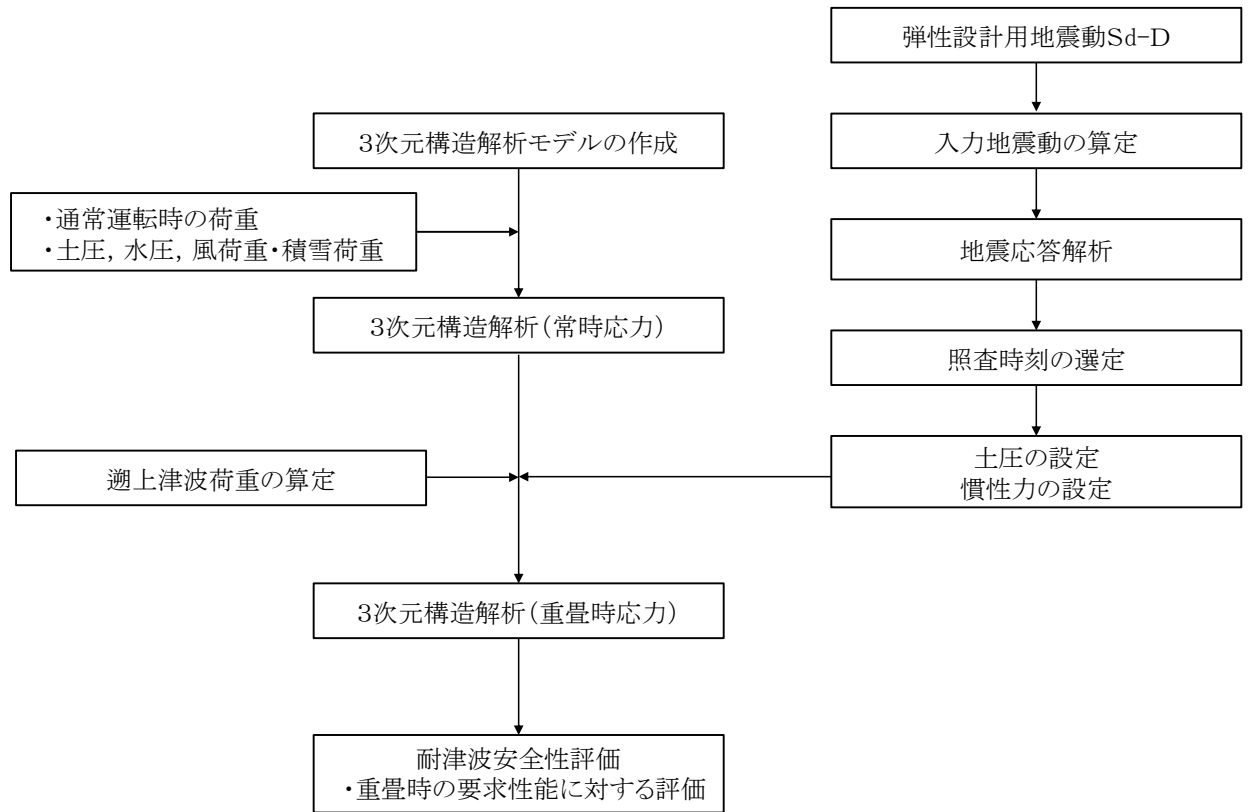 弾性設計用地震動Sd-D
3次元構造解析モデルの作成
入力地震動の算定
・通常運転時の荷重
・土圧，水圧，風荷重・積雪荷重
地震応答解析
3次元構造解析（常時応力）
照査時刻の選定
遡上津波荷重の算定
土圧の設定
慣性力の設定
3次元構造解析（重畳時応力）
耐津波安全性評価
・重畳時の要求性能に対する評価